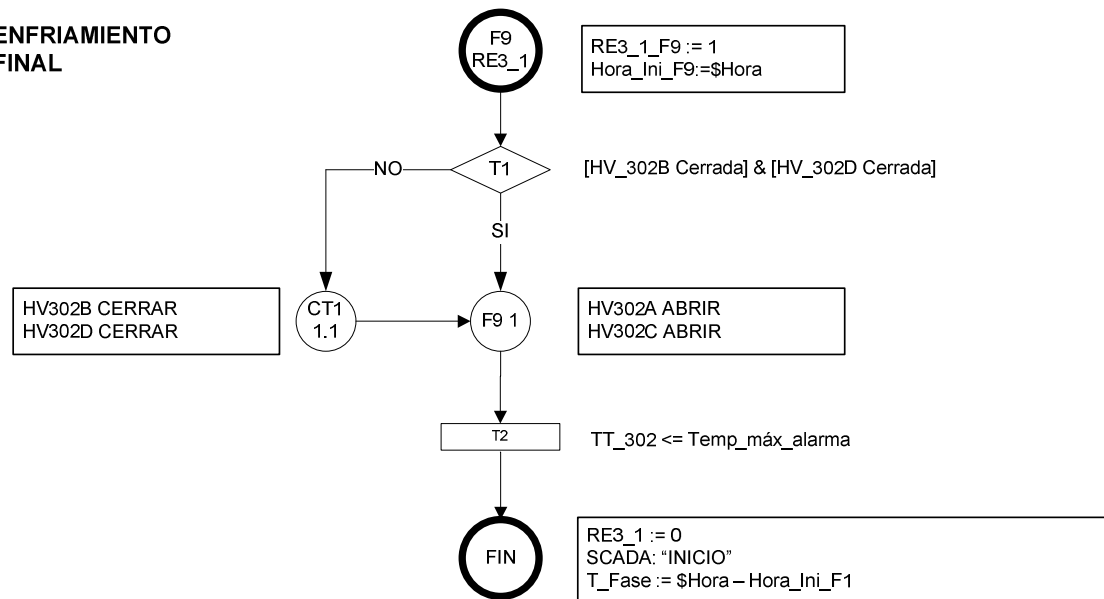 ENFRIAMIENTO
FINAL
F9
RE3_1
RE3_1_F9 := 1
Hora_Ini_F9:=$Hora
NO
T1
[HV_302B Cerrada] & [HV_302D Cerrada]
SI
HV302B CERRAR
HV302D CERRAR
CT1
1.1
F9 1
HV302A ABRIR
HV302C ABRIR
T2
TT_302 <= Temp_máx_alarma
FIN
RE3_1 := 0
SCADA: “INICIO”
T_Fase := $Hora – Hora_Ini_F1